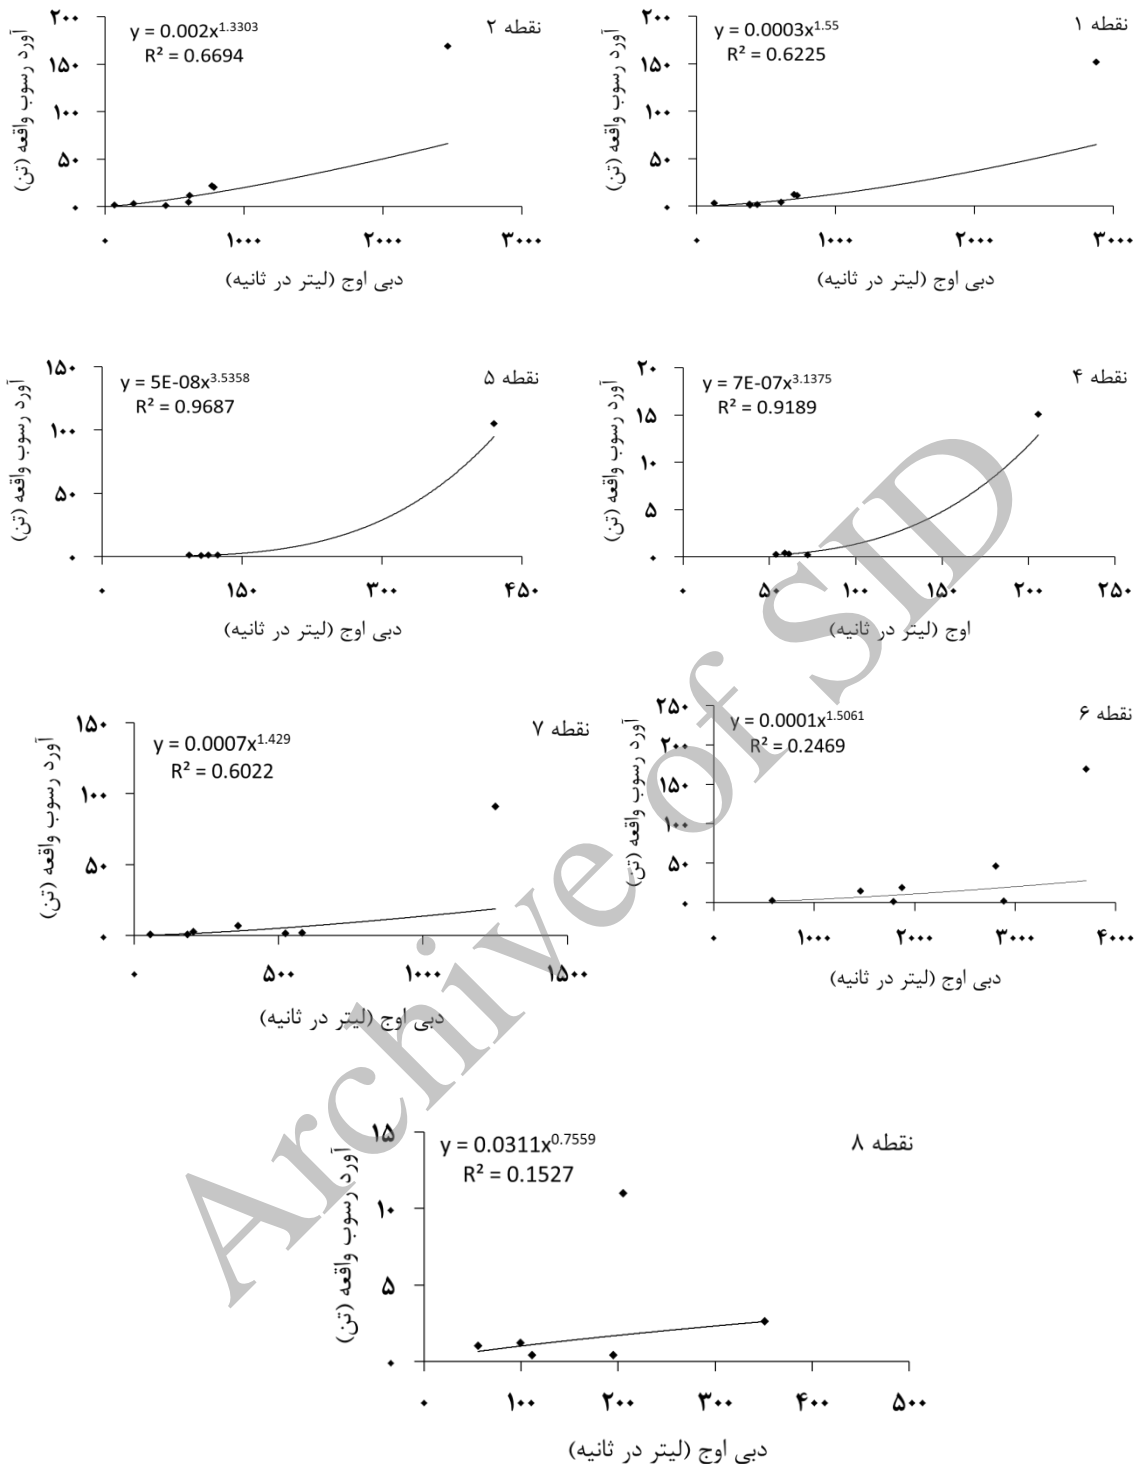 نقطه ۱
y = 0.0003x^1.55
R² = 0.6225
آورد رسوب واقعه (تن)
۲۰۰
۱۵۰
۱۰۰
۵۰
۰
۰ ۱۰۰۰ ۲۰۰۰ ۳۰۰۰
دبی اوج (لیتر در ثانیه)
نقطه ۲
y = 0.002x^1.3303
R² = 0.6694
آورد رسوب واقعه (تن)
۲۰۰
۱۵۰
۱۰۰
۵۰
۰
۰ ۱۰۰۰ ۲۰۰۰ ۳۰۰۰
دبی اوج (لیتر در ثانیه)
نقطه ۴
y = 7E-07x^3.1375
R² = 0.9189
آورد رسوب واقعه (تن)
۲۰
۱۵
۱۰
۵
۰
۰ ۵۰ ۱۰۰ ۱۵۰ ۲۰۰ ۲۵۰
اوج (لیتر در ثانیه)
نقطه ۵
y = 5E-08x^3.5358
R² = 0.9687
آورد رسوب واقعه (تن)
۱۵۰
۱۰۰
۵۰
۰
۰ ۱۵۰ ۳۰۰ ۴۵۰
دبی اوج (لیتر در ثانیه)
نقطه ۶
y = 0.0001x^1.5061
R² = 0.2469
آورد رسوب واقعه (تن)
۲۵۰
۲۰۰
۱۵۰
۱۰۰
۵۰
۰
۰ ۱۰۰۰ ۲۰۰۰ ۳۰۰۰ ۴۰۰۰
دبی اوج (لیتر در ثانیه)
نقطه ۷
y = 0.0007x^1.429
R² = 0.6022
آورد رسوب واقعه (تن)
۱۵۰
۱۰۰
۵۰
۰
۰ ۵۰۰ ۱۰۰۰ ۱۵۰۰
دبی اوج (لیتر در ثانیه)
نقطه ۸
y = 0.0311x^0.7559
R² = 0.1527
آورد رسوب واقعه (تن)
۱۵
۱۰
۵
۰
۰ ۱۰۰ ۲۰۰ ۳۰۰ ۴۰۰ ۵۰۰
دبی اوج (لیتر در ثانیه)
Archive of SID